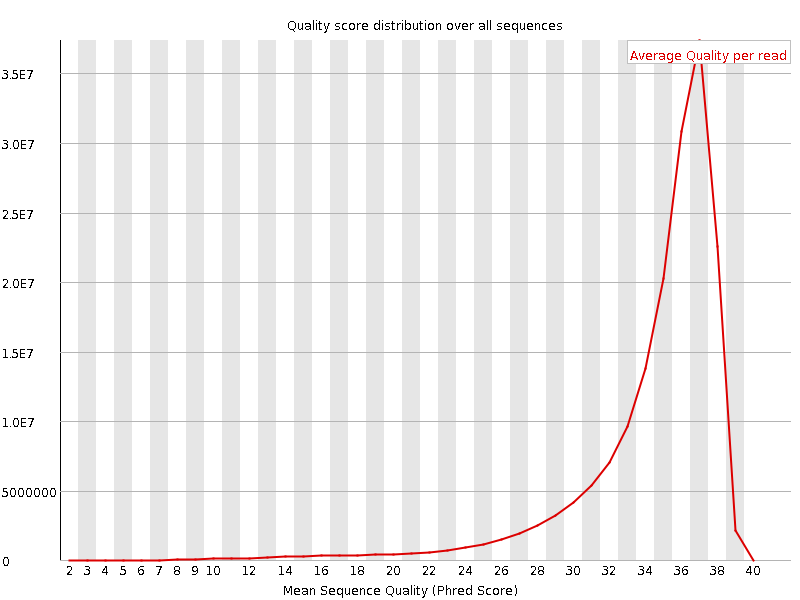 Quality score distribution over all sequences
Average Quality per read
3.5E7
3.0E7
2.5E7
2.0E7
1.5E7
1.0E7
5000000
0
2 3 4 5 6 7 8 9 10 12 14 16 18 20 22 24 26 28 30 32 34 36 38 40
Mean Sequence Quality (Phred Score)